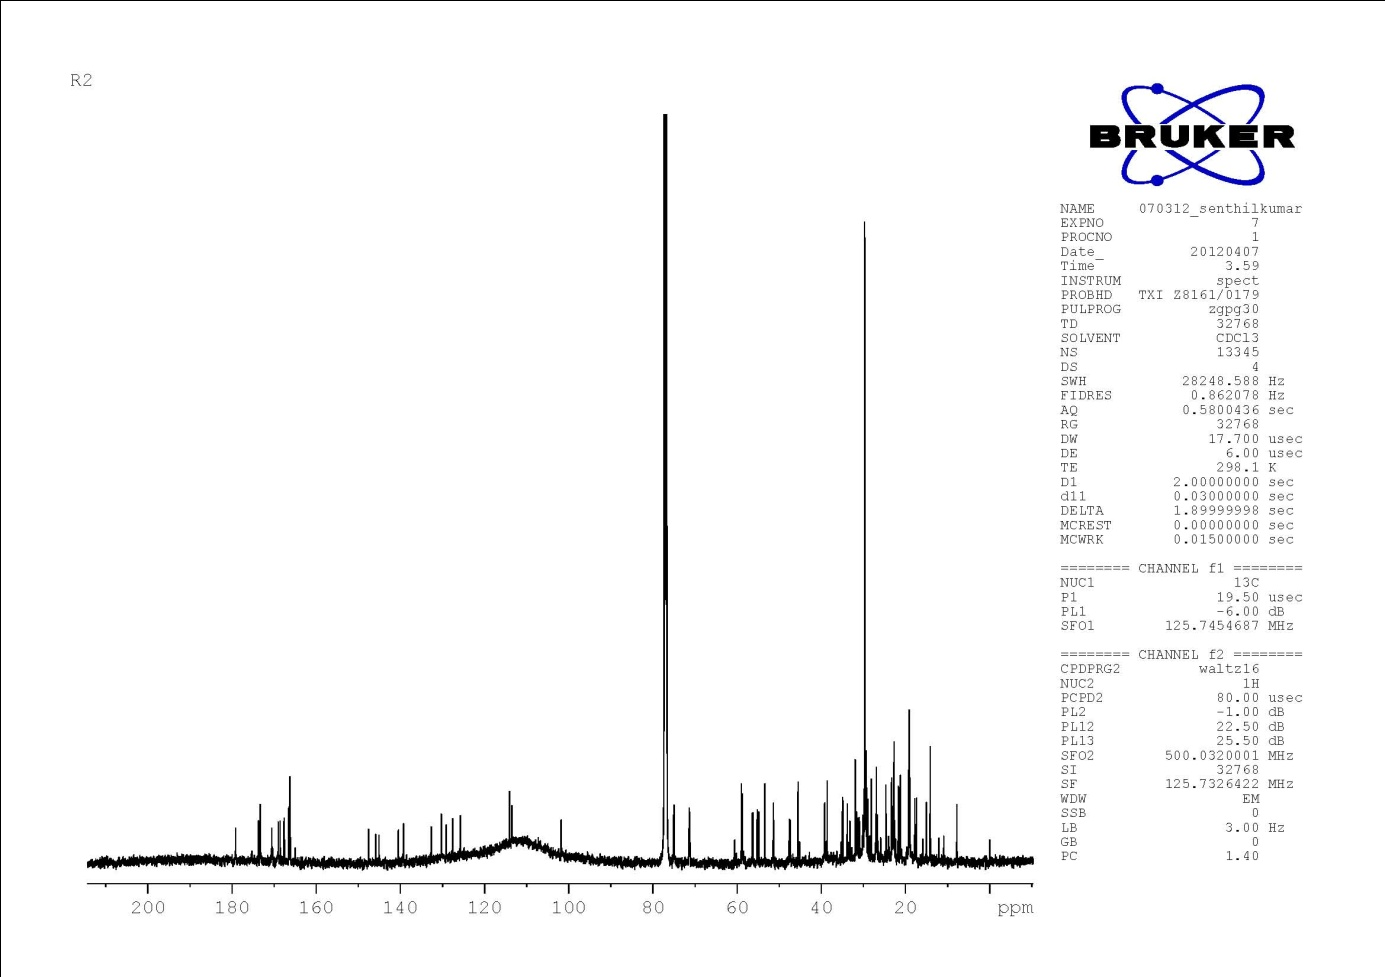 R2
BRUKER
NAME 070312_senthilkumar
EXPNO 7
PROCNO 1
Date_ 20120407
Time 3.59
INSTRUM spect
PROBHD TXI Z8161/0179
PULPROG zgpg30
TD 32768
SOLVENT CDCl3
NS 13345
DS 4
SWH 28248.588 Hz
FIDRES 0.862078 Hz
AQ 0.5800436 sec
RG 32768
DW 17.700 usec
DE 6.00 usec
TE 298.1 K
D1 2.00000000 sec
d11 0.03000000 sec
DELTA 1.89999998 sec
MCREST 0.00000000 sec
MCWRK 0.01500000 sec
======== CHANNEL f1 ========
NUC1 13C
P1 19.50 usec
PL1 -6.00 dB
SFO1 125.7454687 MHz
======== CHANNEL f2 ========
CPDPRG2 waltz16
NUC2 1H
PCPD2 80.00 usec
PL2 -1.00 dB
PL12 22.50 dB
PL13 25.50 dB
SFO2 500.0320001 MHz
SI 32768
SF 125.7326422 MHz
WDW EM
SSB 0
LB 3.00 Hz
GB 0
PC 1.40
200 180 160 140 120 100 80 60 40 20 ppm